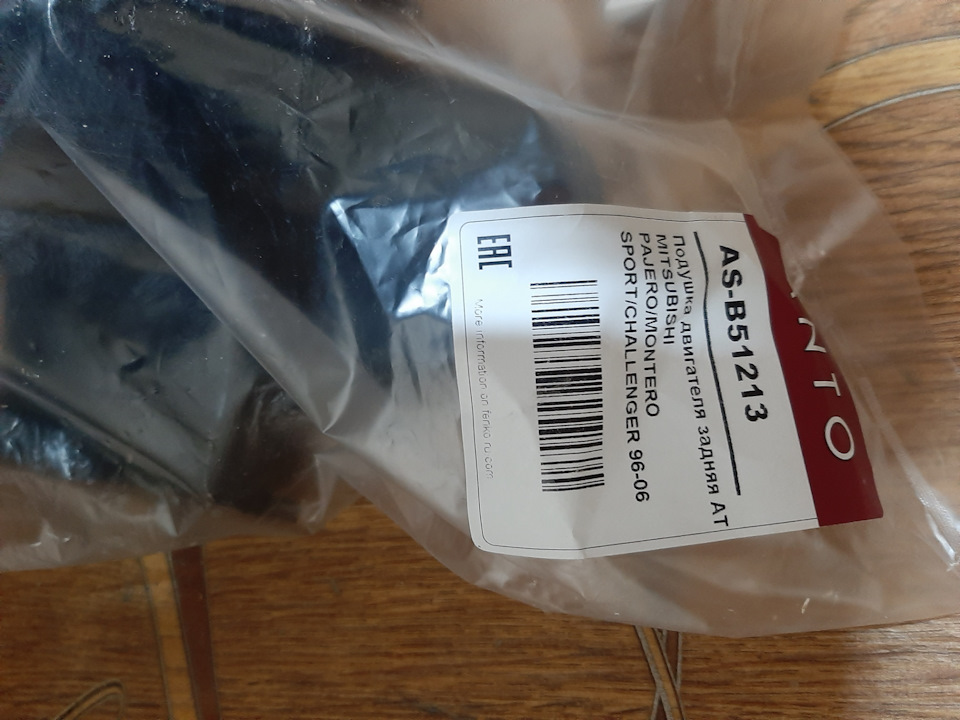 NTO
AS-B51213
Подушка двигателя задняя AT
MITSUBISHI
PAJERO/MONTERO
SPORT/CHALLENGER 96-06
EAC
More information on fenko.ru.com